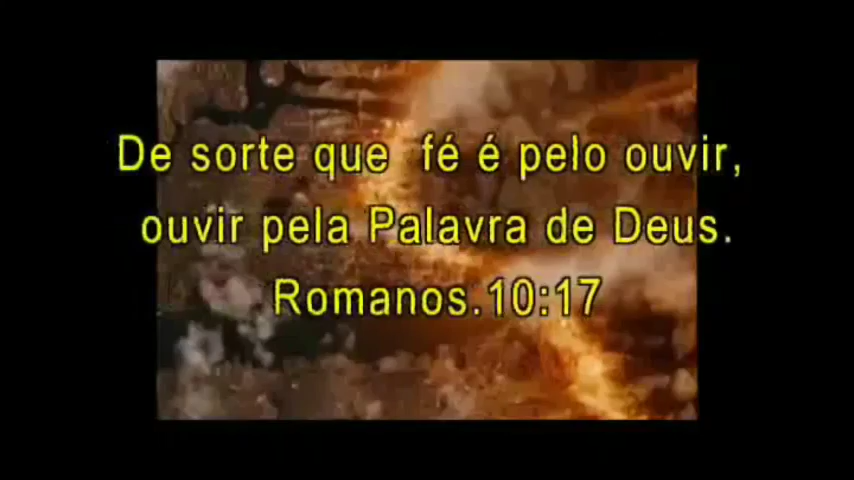 De sorte que  fé é pelo ouvir,
ouvir pela Palavra de Deus.
Romanos.10:17